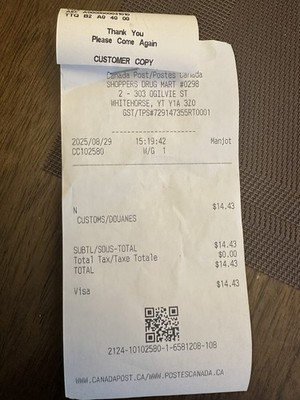 TTQ BZ A0 40 00
Thank You
Please Come Again
CUSTOMER COPY
Canada Post/Postes Canada
SHOPPERS DRUG MART #0298
2 - 303 OGILVIE ST
WHITEHORSE, YT Y1A 3Z0
GST/TPS#729147355RT0001
2025/08/29 15:19:42 Manjot
CC102580 W/G 1
N $14.43
CUSTOMS/DOUANES
SUBTL/SOUS-TOTAL $14.43
Total Tax/Taxe Totale $0.00
TOTAL $14.43
Visa $14.43
2124-10102580-1-6581208-108
WWW.CANADAPOST.CA/WWW.POSTESCANADA.CA